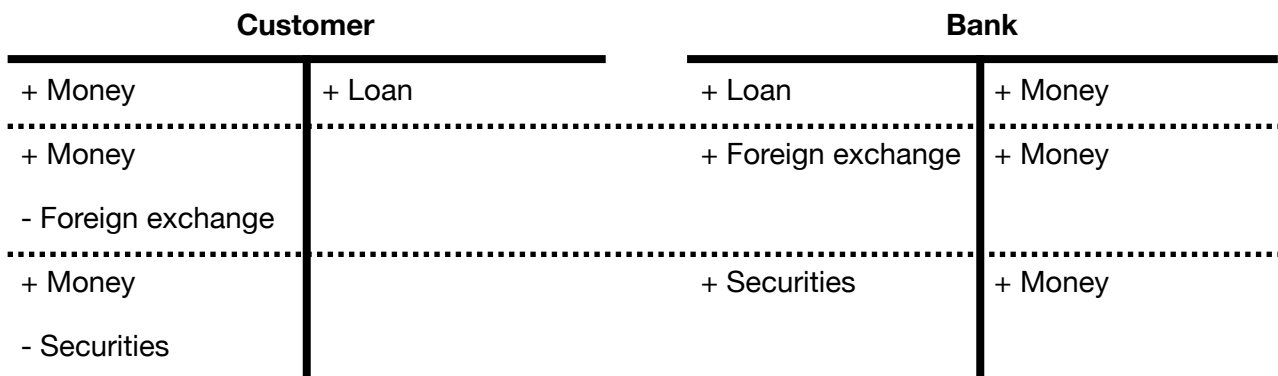 Customer Bank
+ Money + Loan + Loan + Money
+ Money + Foreign exchange + Money
- Foreign exchange
+ Money + Securities + Money
- Securities